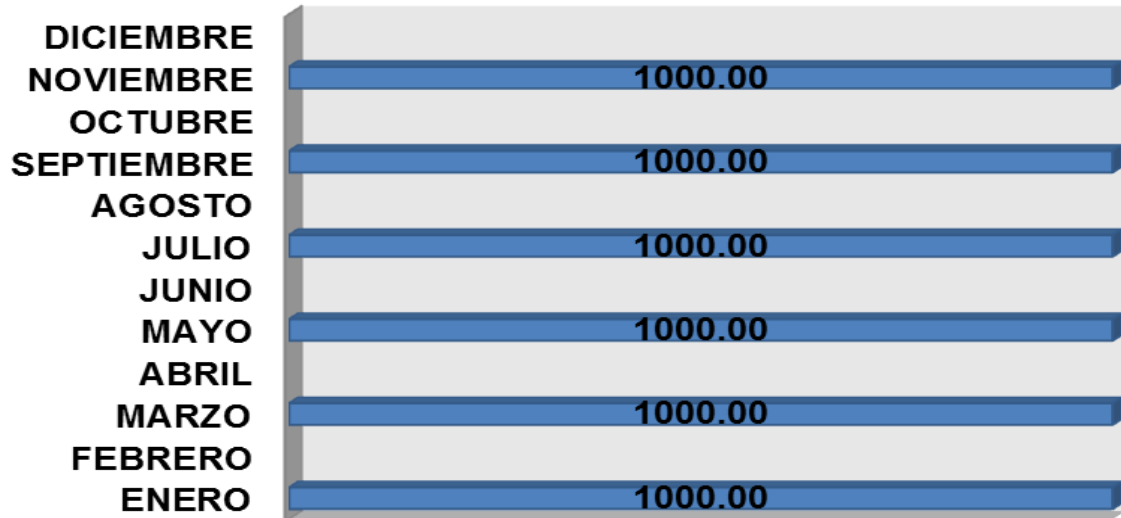 DICIEMBRE
NOVIEMBRE 1000.00
OCTUBRE
SEPTIEMBRE 1000.00
AGOSTO
JULIO 1000.00
JUNIO
MAYO 1000.00
ABRIL
MARZO 1000.00
FEBRERO
ENERO 1000.00